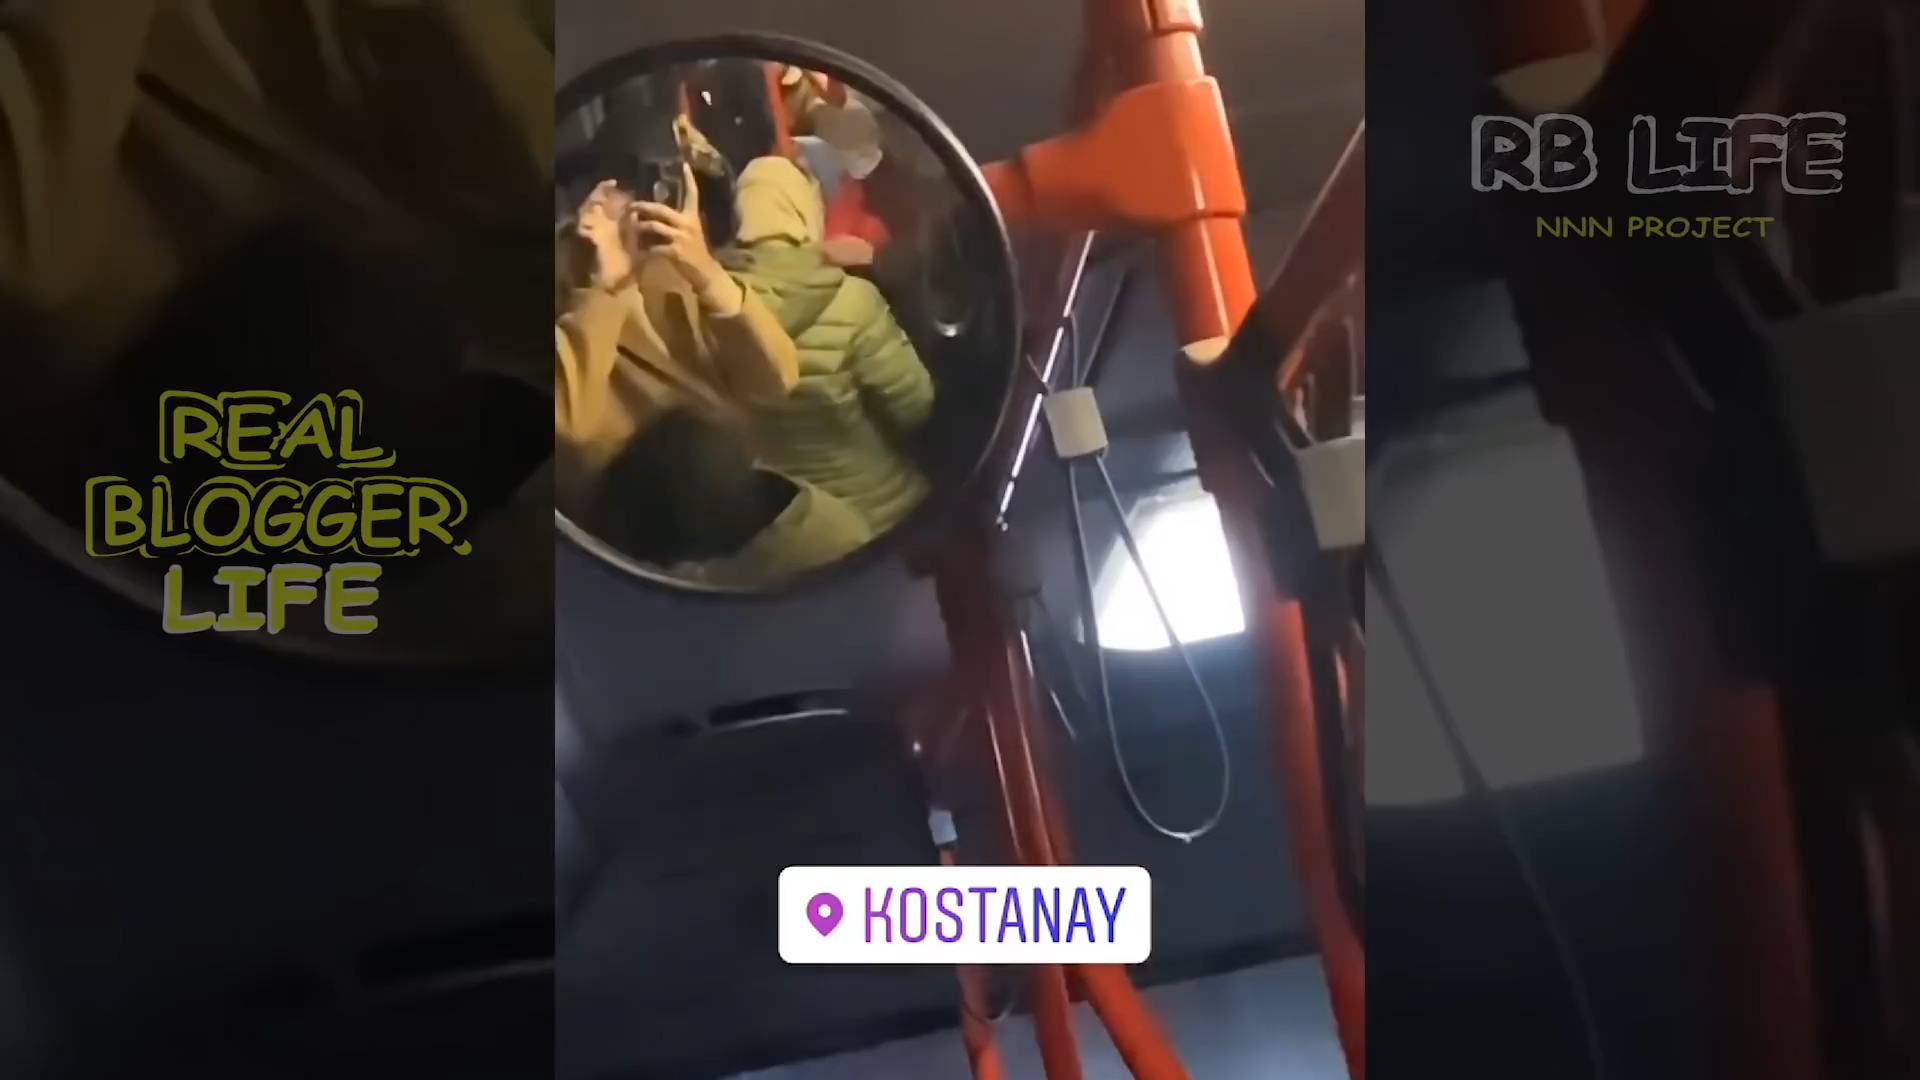 REAL
BLOGGER
LIFE
KOSTANAY
RB LIFE
NNN PROJECT